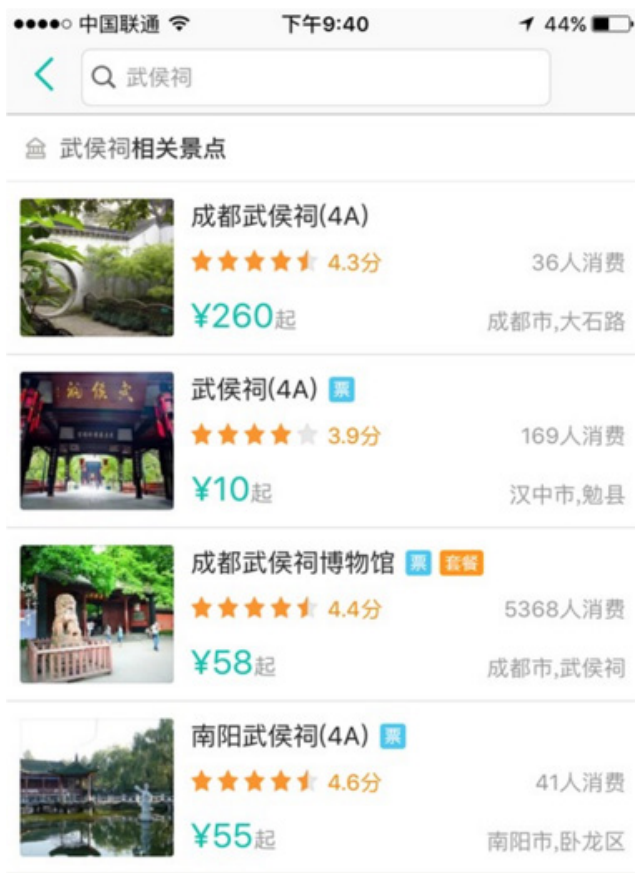 中国联通 下午9:40 44%
武侯祠
武侯祠相关景点
成都武侯祠(4A)
4.3分 36人消费
¥260起 成都市,大石路
武侯祠(4A) 票
3.9分 169人消费
¥10起 汉中市,勉县
成都武侯祠博物馆 票 套餐
4.4分 5368人消费
¥58起 成都市,武侯祠
南阳武侯祠(4A) 票
4.6分 41人消费
¥55起 南阳市,卧龙区